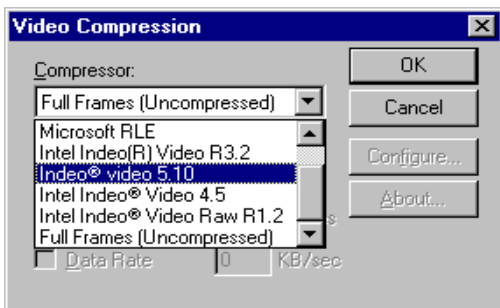 Video Compression
Compressor:
OK
Full Frames (Uncompressed)
Cancel
Microsoft RLE
Intel Indeo(R) Video R3.2
Indeo® video 5.10
Intel Indeo® Video 4.5
Intel Indeo® Video Raw R1.2
Full Frames (Uncompressed)
Configure...
About...
Data Rate 0 KB/sec